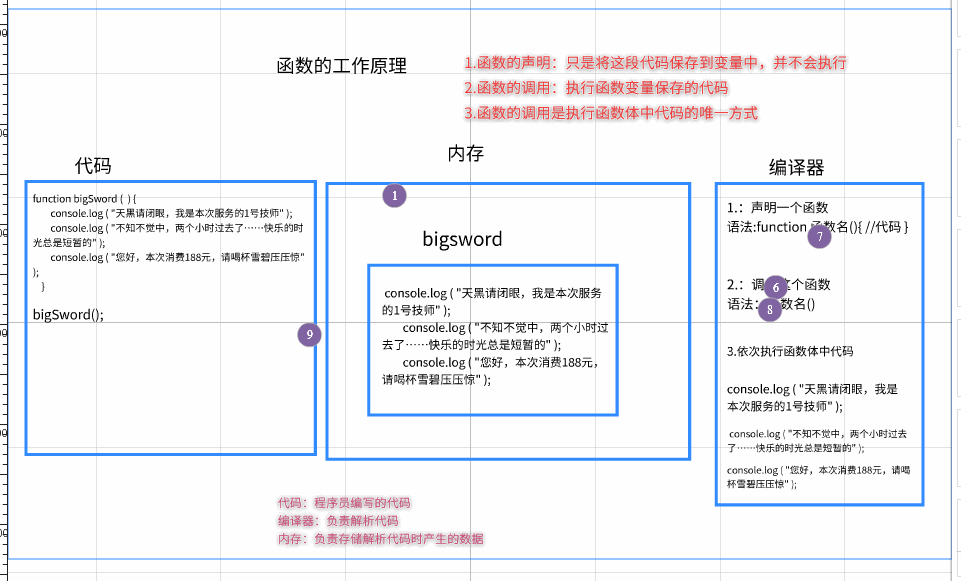 函数的工作原理
1.函数的声明：只是将这段代码保存到变量中，并不会执行
2.函数的调用：执行函数变量保存的代码
3.函数的调用是执行函数体中代码的唯一方式
代码
function bigSword ( ) {
console.log ( "天黑请闭眼，我是本次服务的1号技师" );
console.log ( "不知不觉中，两个小时过去了……快乐的时
光总是短暂的" );
console.log ( "您好，本次消费188元，请喝杯雪碧压压惊"
);
}
bigSword();
9
内存
1
bigsword
console.log ( "天黑请闭眼，我是本次服务
的1号技师" );
console.log ( "不知不觉中，两个小时过
去了……快乐的时光总是短暂的" );
console.log ( "您好，本次消费188元，
请喝杯雪碧压压惊" );
编译器
1.：声明一个函数
语法:function 函数名(){ //代码 }
7
2.：调 个函数
6
语法： 数名()
8
3.依次执行函数体中代码
console.log ( "天黑请闭眼，我是
本次服务的1号技师" );
console.log ( "不知不觉中，两个小时过去
了……快乐的时光总是短暂的" );
console.log ( "您好，本次消费188元，请喝
杯雪碧压压惊" );
代码：程序员编写的代码
编译器：负责解析代码
内存：负责存储解析代码时产生的数据